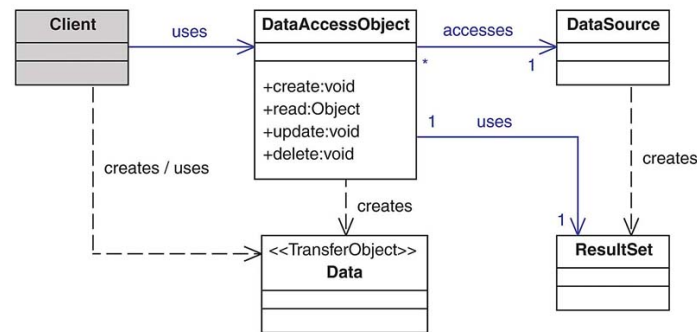 Client
uses
DataAccessObject
accesses
DataSource
*
1
+create:void
+read:Object
+update:void
+delete:void
1
uses
creates / uses
creates
creates
1
<<TransferObject>>
Data
ResultSet